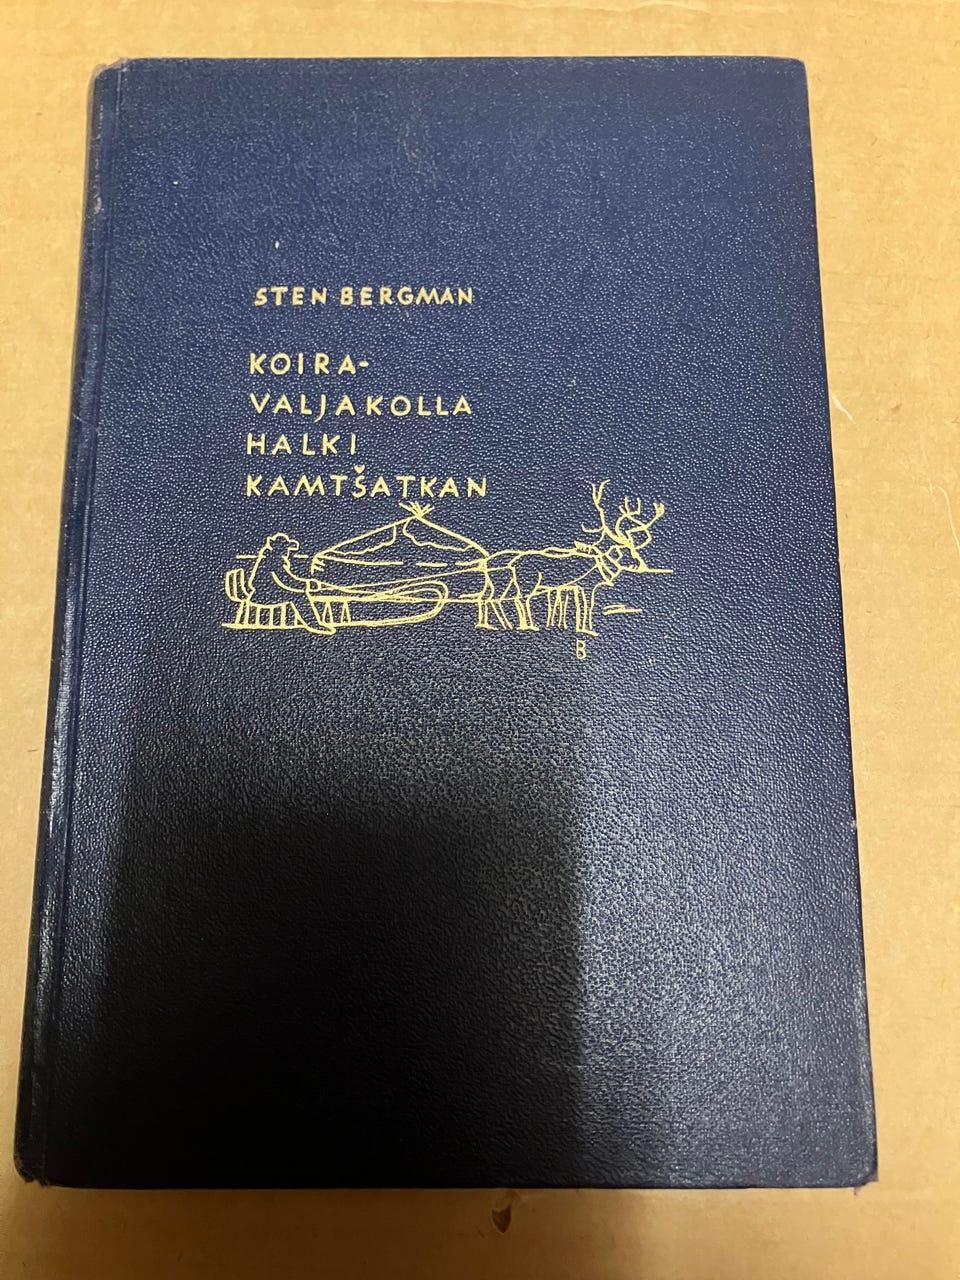 STEN BERGMAN
KOIRA-
VALJAKOLLA
HALKI
KAMTŠATKAN
B